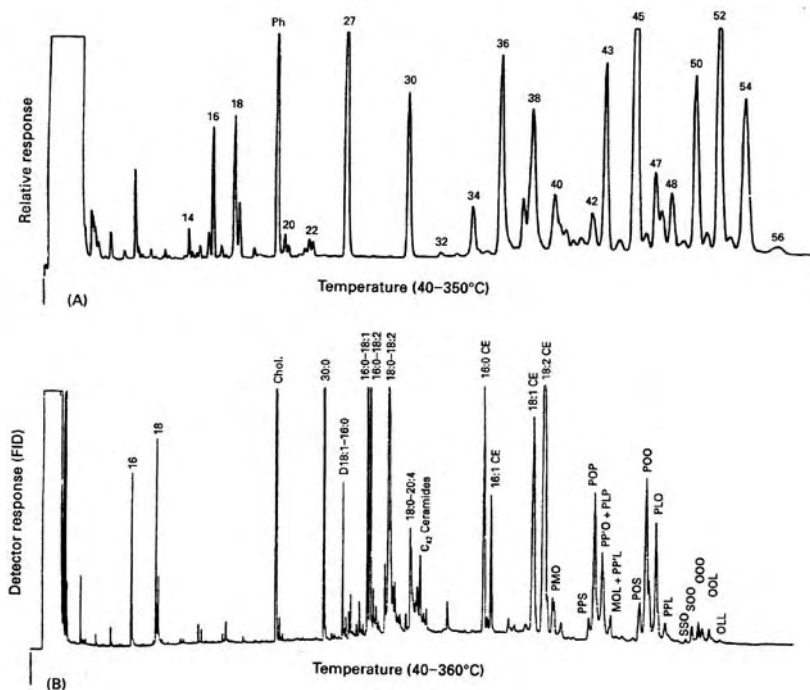 Relative response
14
16
18
Ph
20
22
27
30
32
34
36
38
40
42
43
45
47
48
50
52
54
56
Temperature (40–350°C)
(A)
Detector response (FID)
16
18
Chol.
30:0
D18:1–16:0
16:0–18:1
16:0–18:2
18:0–18:2
18:0–20:4
C42 Ceramides
16:0 CE
16:1 CE
18:1 CE
18:2 CE
PMO
PPS
POP
PP'O + PLP
MOL + PP'L
POS
POO
PLO
PPL
SSO
SOO
OOO
OOL
OLL
Temperature (40–360°C)
(B)